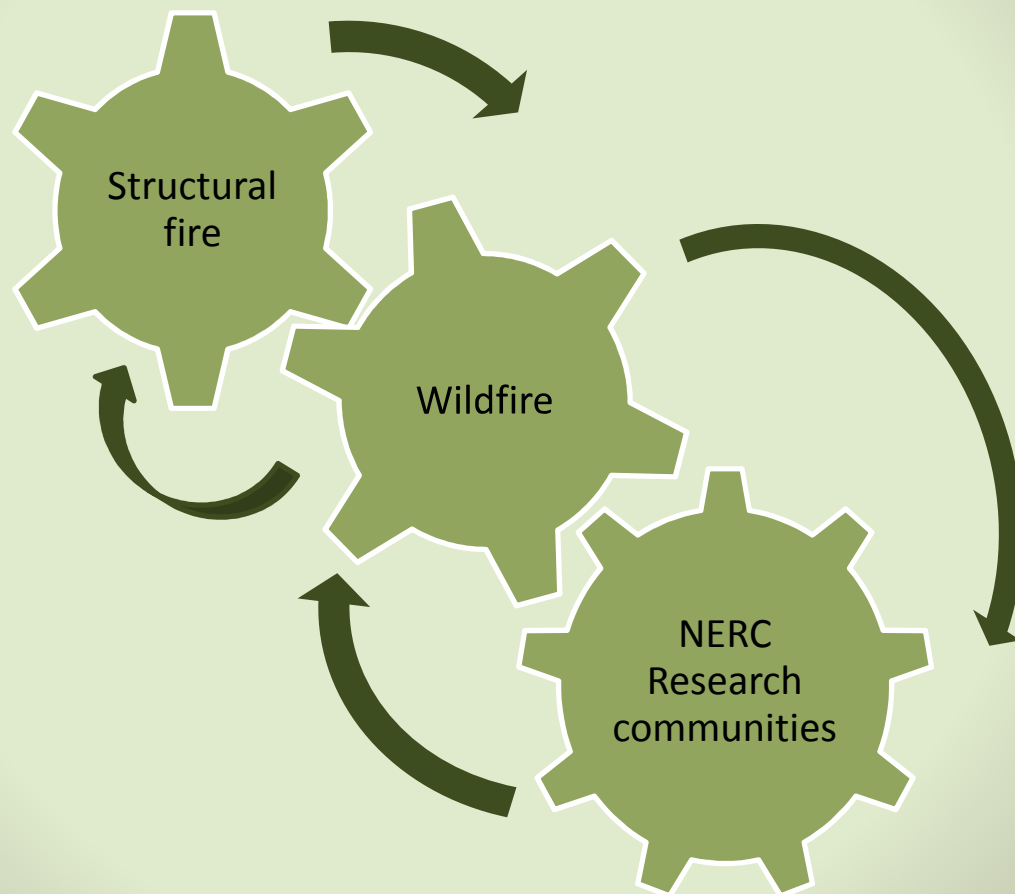 Structural
fire
Wildfire
NERC
Research
communities